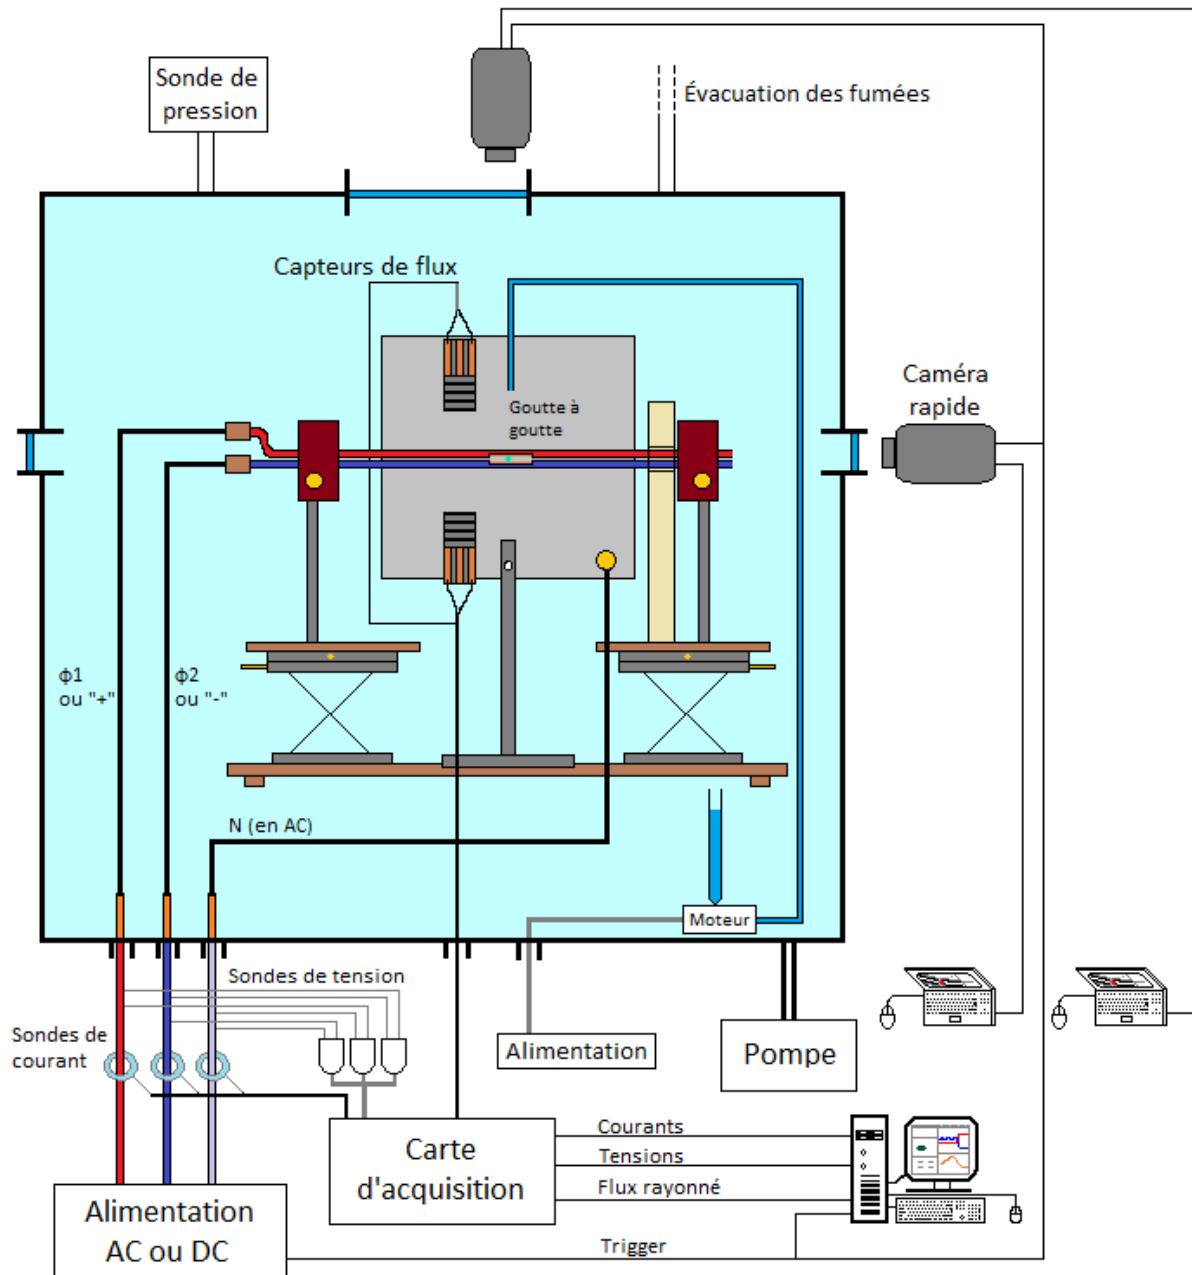 Sonde de
pression
Évacuation des fumées
Capteurs de flux
Goutte à
goutte
Caméra
rapide
ϕ1
ou "+"
ϕ2
ou "-"
N (en AC)
Moteur
Sondes de tension
Sondes de
courant
Alimentation
Pompe
Carte
d'acquisition
Courants
Tensions
Flux rayonné
Alimentation
AC ou DC
Trigger